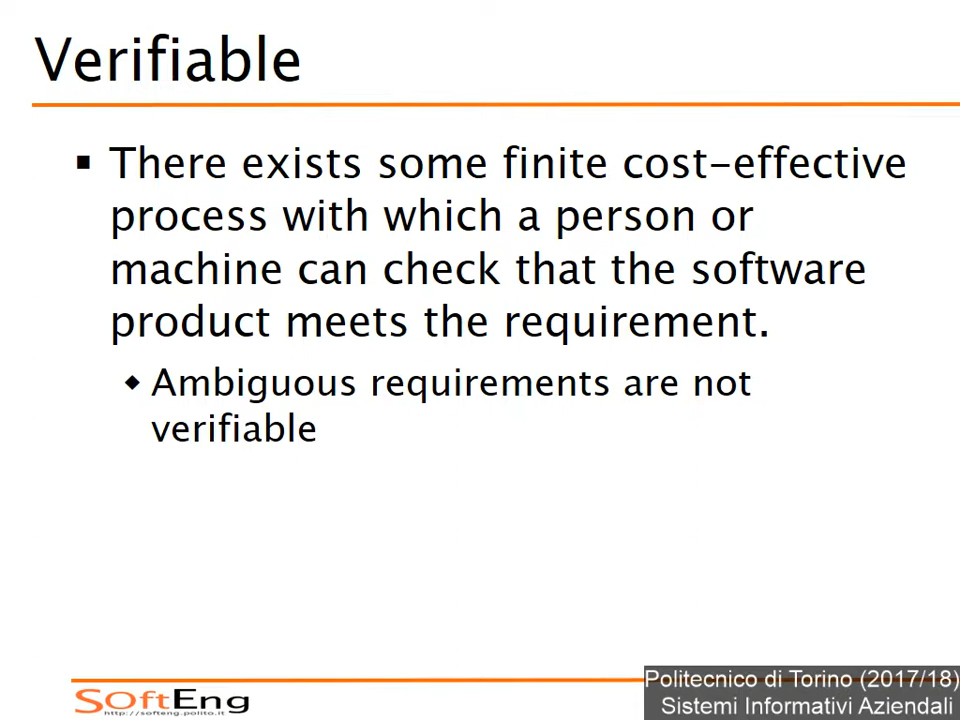 Verifiable
▪ There exists some finite cost-effective
process with which a person or
machine can check that the software
product meets the requirement.
◆ Ambiguous requirements are not
verifiable
SOftEng
http://softeng.polito.it
Politecnico di Torino (2017/18)
Sistemi Informativi Aziendali